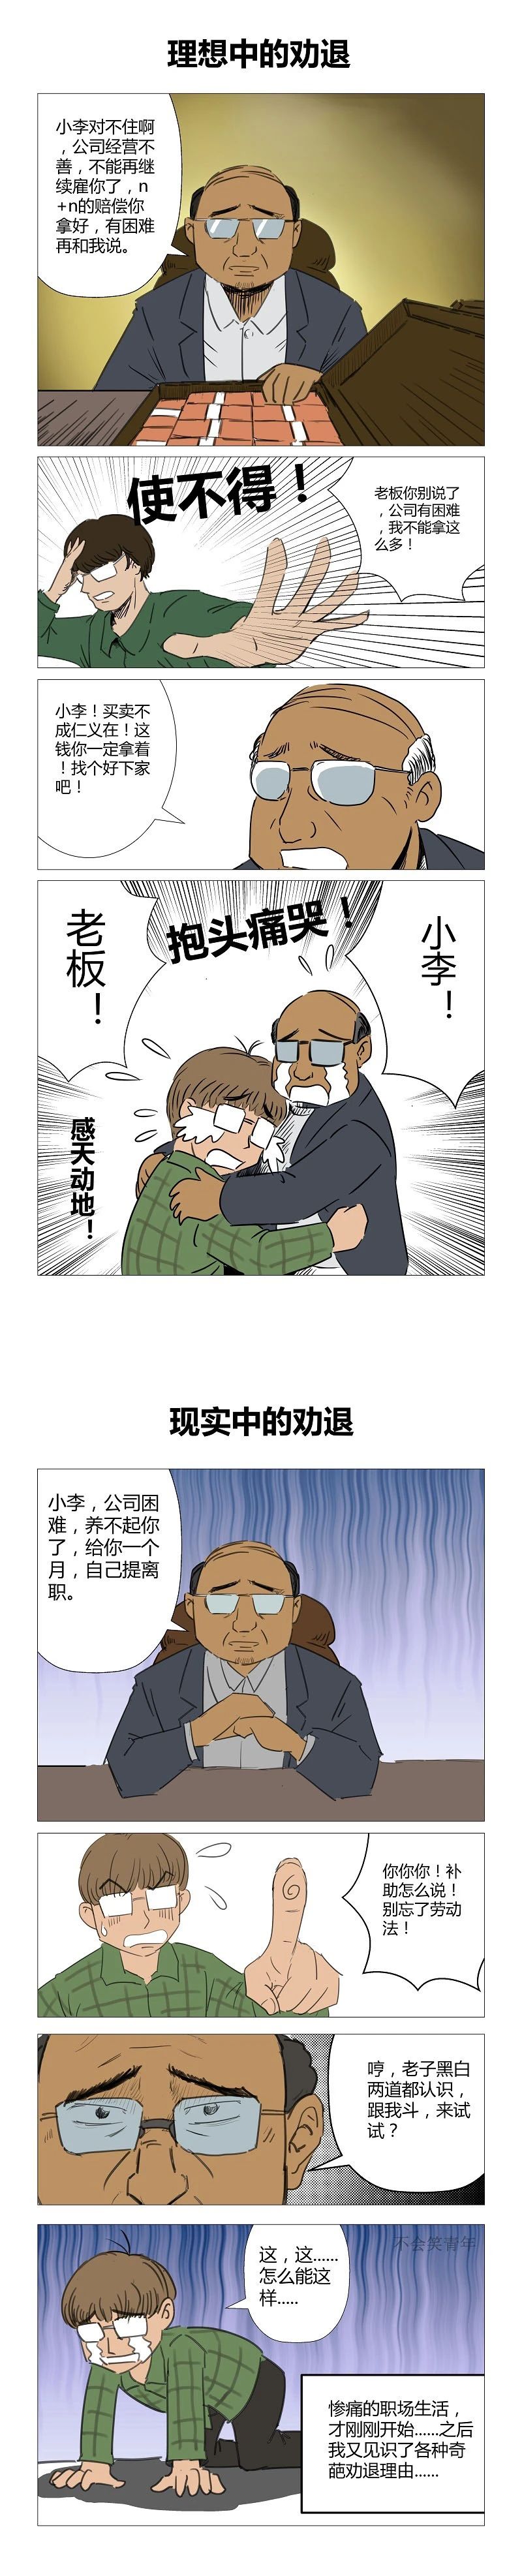 理想中的劝退
小李对不住啊
，公司经营不
善，不能再继
续雇你了，n
+n的赔偿你
拿好，有困难
再和我说。
使不得！
老板你别说了
，公司有困难
，我不能拿这
么多！
小李！买卖不
成仁义在！这
钱你一定拿着
！找个好下家
吧！
老板！
抱头痛哭！
小李！
感天动地！
现实中的劝退
小李，公司困
难，养不起你
了，给你一个
月，自己提离
职。
你你你！补
助怎么说！
别忘了劳动
法！
哼，老子黑白
两道都认识，
跟我斗，来试
试？
不会笑青年
这，这......
怎么能这
样.....
惨痛的职场生活，
才刚刚开始......之后
我又见识了各种奇
葩劝退理由......